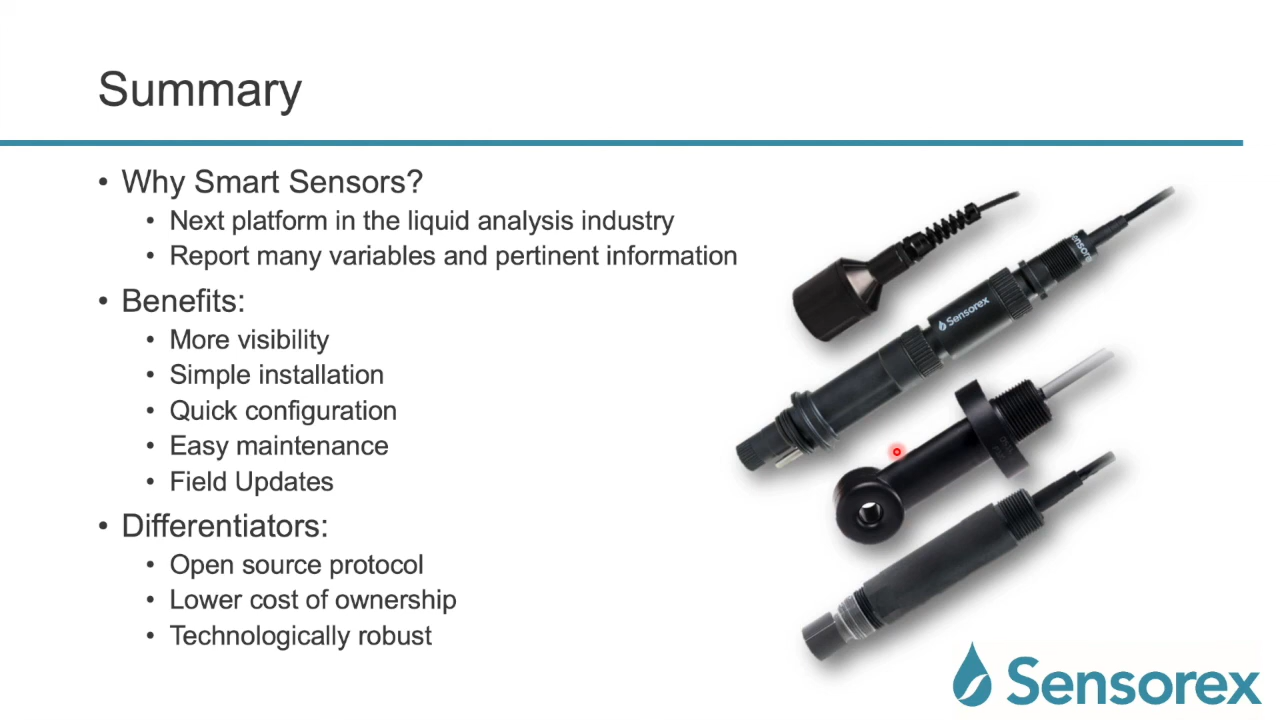 Summary
• Why Smart Sensors?
• Next platform in the liquid analysis industry
• Report many variables and pertinent information
• Benefits:
• More visibility
• Simple installation
• Quick configuration
• Easy maintenance
• Field Updates
• Differentiators:
• Open source protocol
• Lower cost of ownership
• Technologically robust
Sensorex
Sensorex